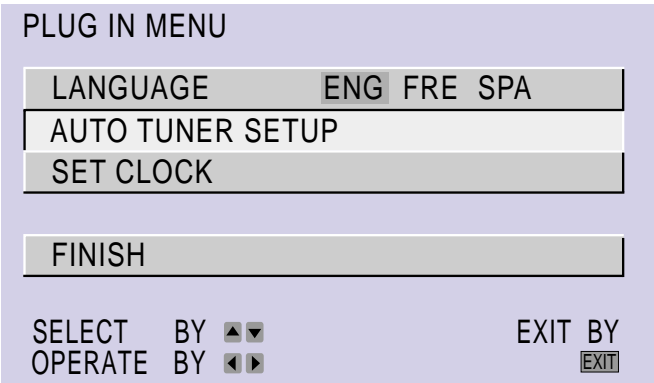 PLUG IN MENU
LANGUAGE ENG FRE SPA
AUTO TUNER SETUP
SET CLOCK
FINISH
SELECT BY ▲▼ EXIT BY
OPERATE BY ◀▶ EXIT